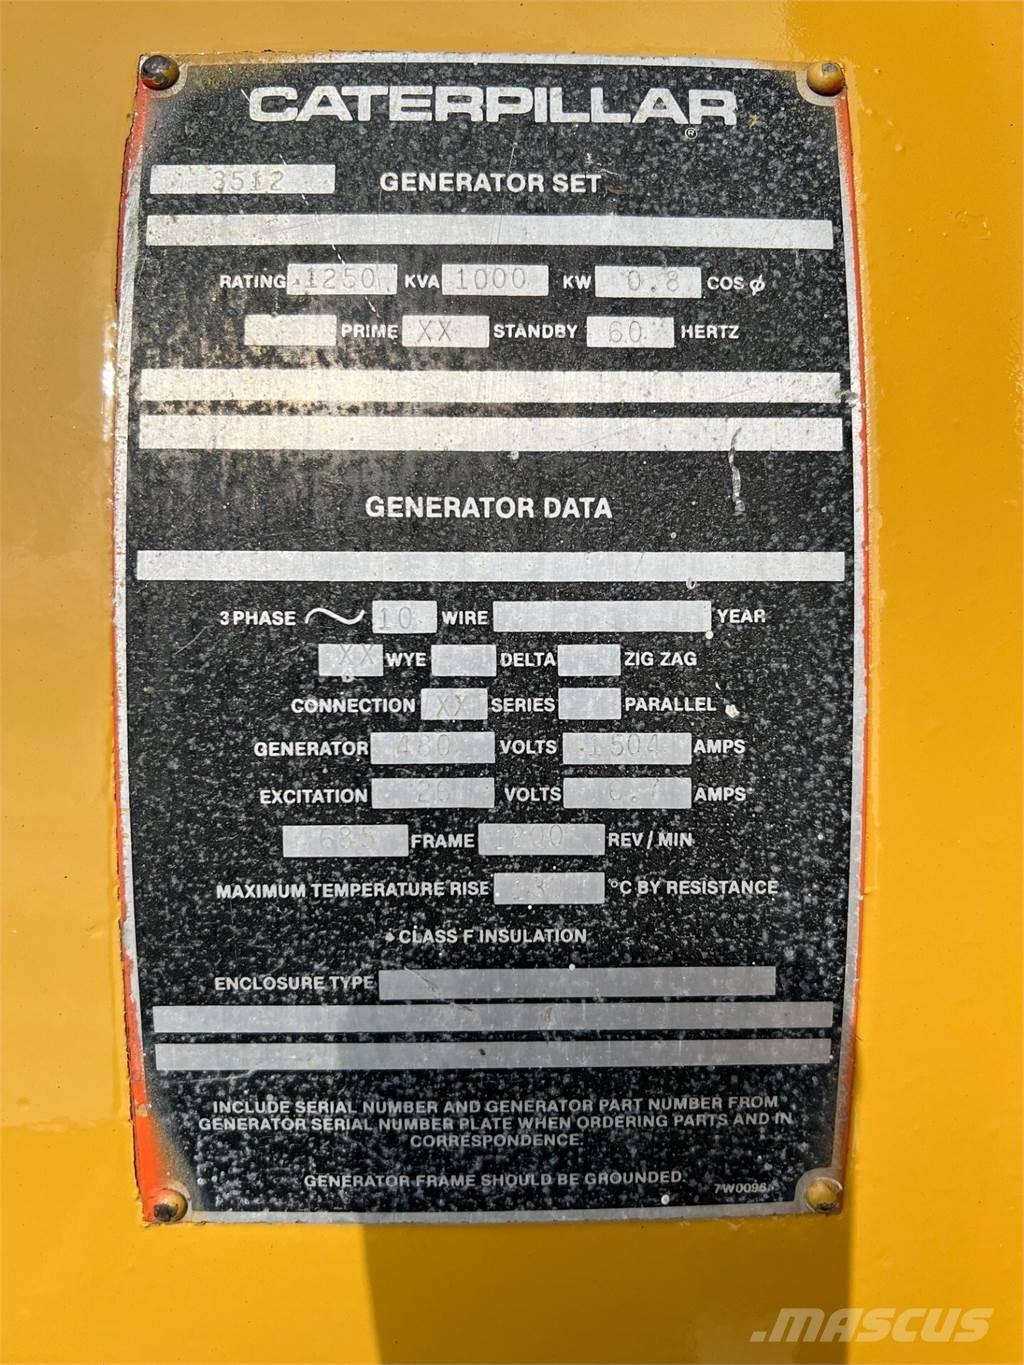 CATERPILLAR
®
3512 GENERATOR SET
RATING 1250 KVA 1000 KW 0.8 COS ϕ
PRIME XX STANDBY 60 HERTZ
GENERATOR DATA
3 PHASE 10 WIRE YEAR
XX WYE DELTA ZIG ZAG
CONNECTION XX SERIES PARALLEL
GENERATOR 480 VOLTS 1504 AMPS
EXCITATION 26 VOLTS AMPS
685 FRAME 1800 REV / MIN
MAXIMUM TEMPERATURE RISE °C BY RESISTANCE
CLASS F INSULATION
ENCLOSURE TYPE
INCLUDE SERIAL NUMBER AND GENERATOR PART NUMBER FROM
GENERATOR SERIAL NUMBER PLATE WHEN ORDERING PARTS AND IN
CORRESPONDENCE.
GENERATOR FRAME SHOULD BE GROUNDED.
MASCUS